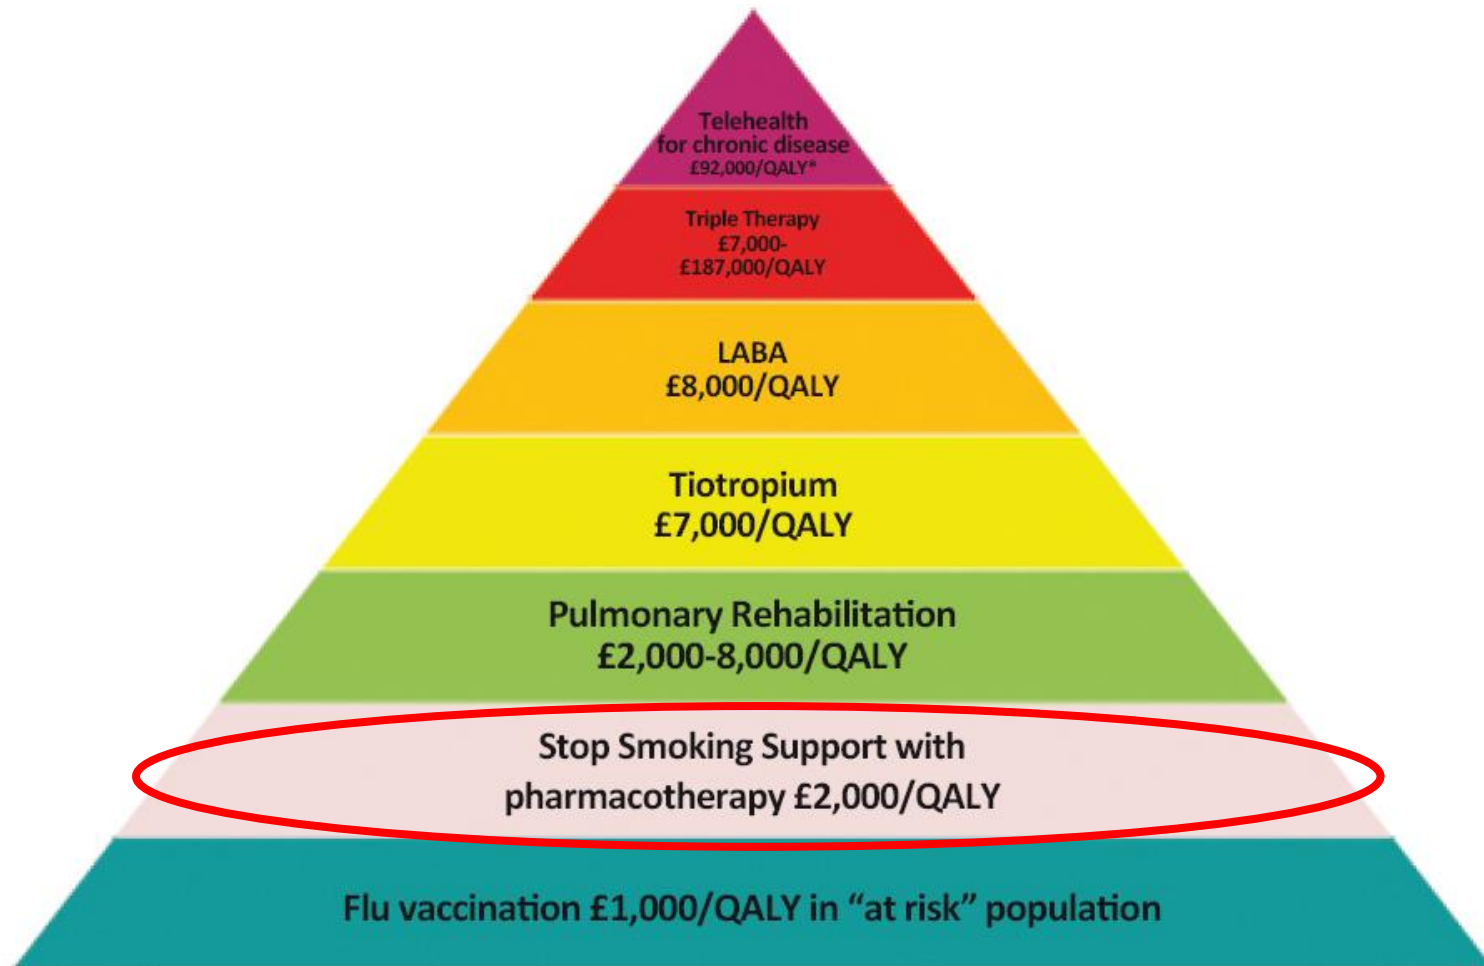 Telehealth
for chronic disease
£92,000/QALY*
Triple Therapy
£7,000-
£187,000/QALY
LABA
£8,000/QALY
Tiotropium
£7,000/QALY
Pulmonary Rehabilitation
£2,000-8,000/QALY
Stop Smoking Support with
pharmacotherapy £2,000/QALY
Flu vaccination £1,000/QALY in “at risk” population